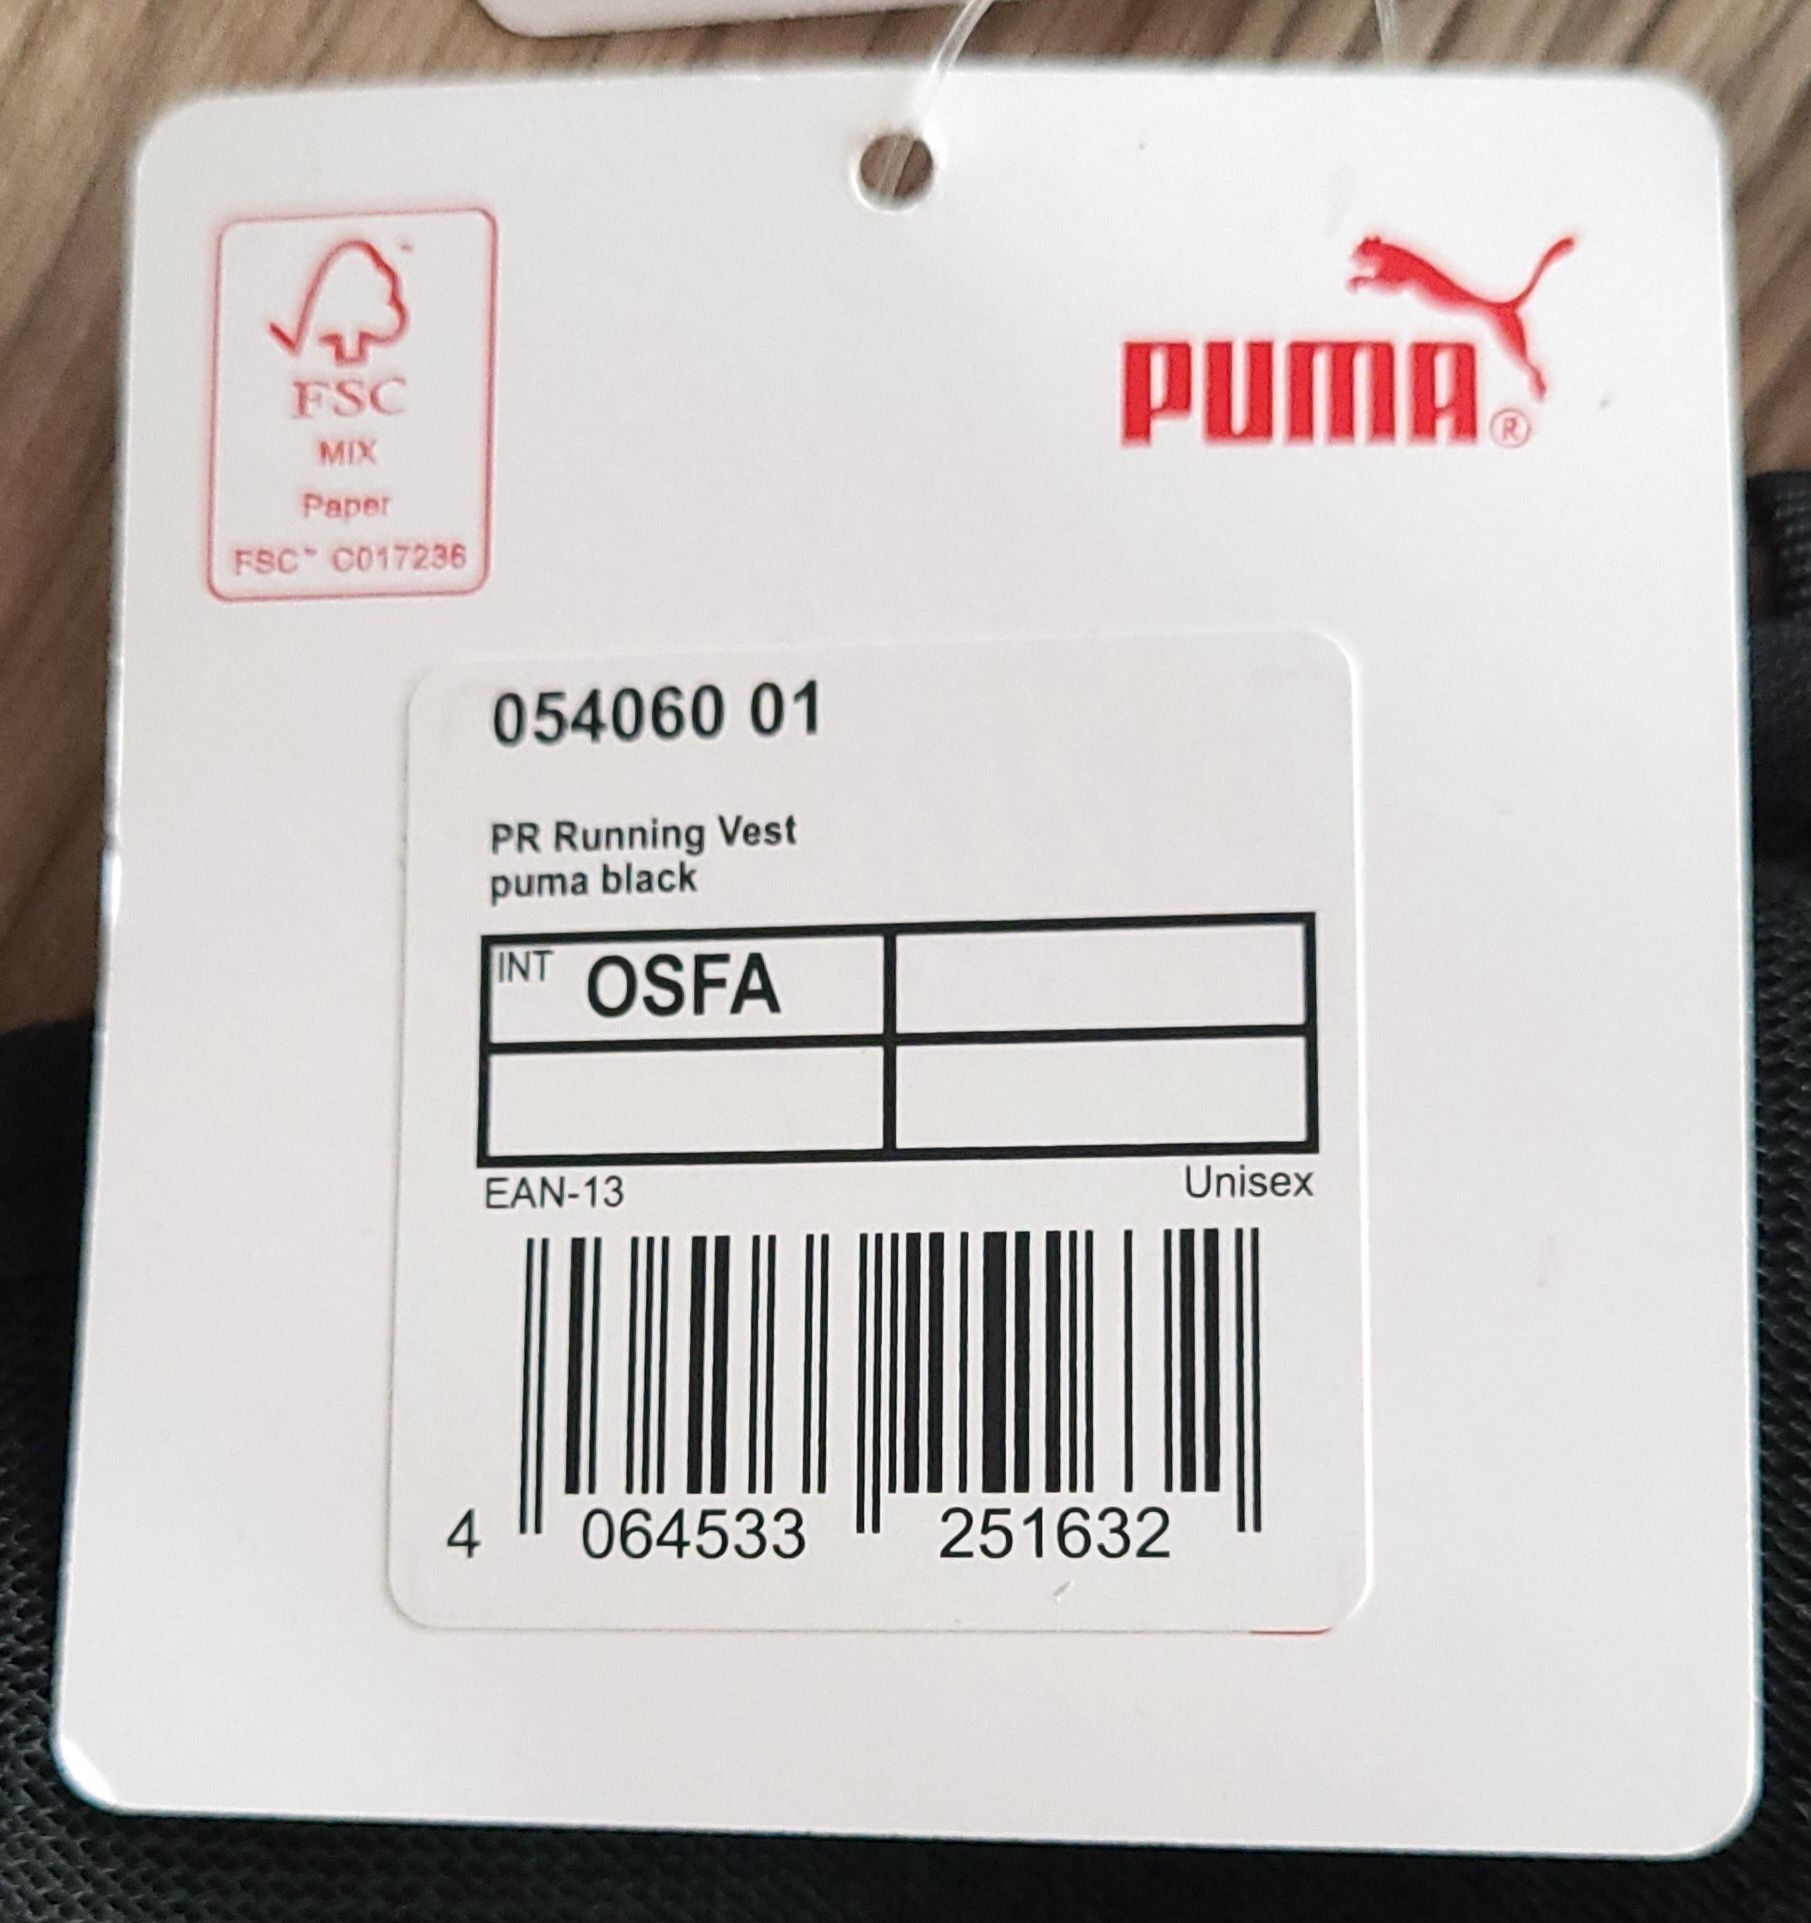 FSC
MIX
Paper
FSC™ C017236
PUMA®
054060 01
PR Running Vest
puma black
INT OSFA
EAN-13 Unisex
4 064533 251632